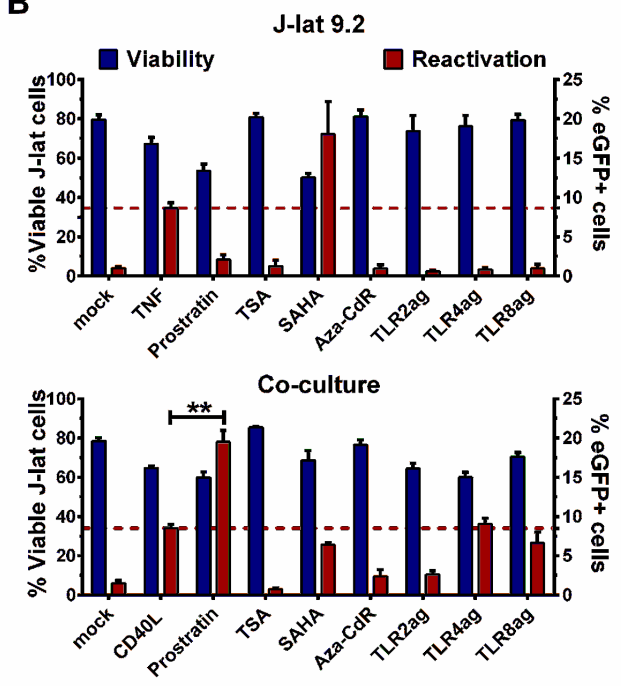 B
J-lat 9.2
Viability
Reactivation
%Viable J-lat cells
100
80
60
40
20
0
25
20
15
10
5
0
% eGFP+ cells
mock
TNF
Prostratin
TSA
SAHA
Aza-CdR
TLR2ag
TLR4ag
TLR8ag
Co-culture
% Viable J-lat cells
100
80
60
40
20
0
**
25
20
15
10
5
0
% eGFP+ cells
mock
CD40L
Prostratin
TSA
SAHA
Aza-CdR
TLR2ag
TLR4ag
TLR8ag